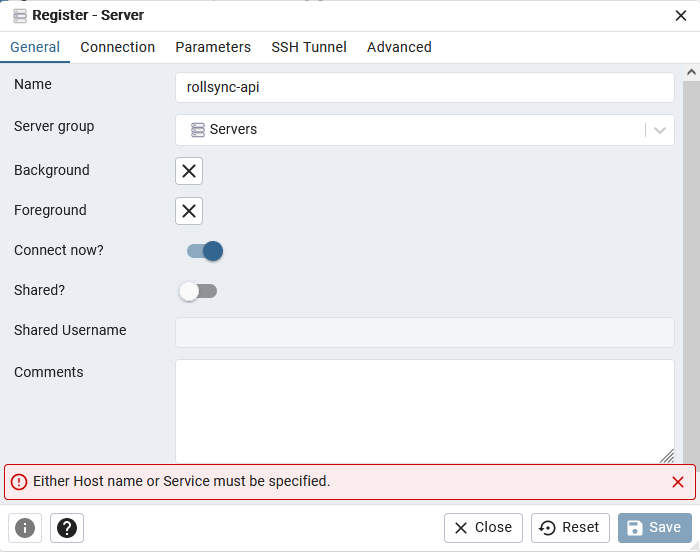 Register - Server
General Connection Parameters SSH Tunnel Advanced
Name rollsync-api
Server group Servers
Background
Foreground
Connect now?
Shared?
Shared Username
Comments
Either Host name or Service must be specified.
Close Reset Save